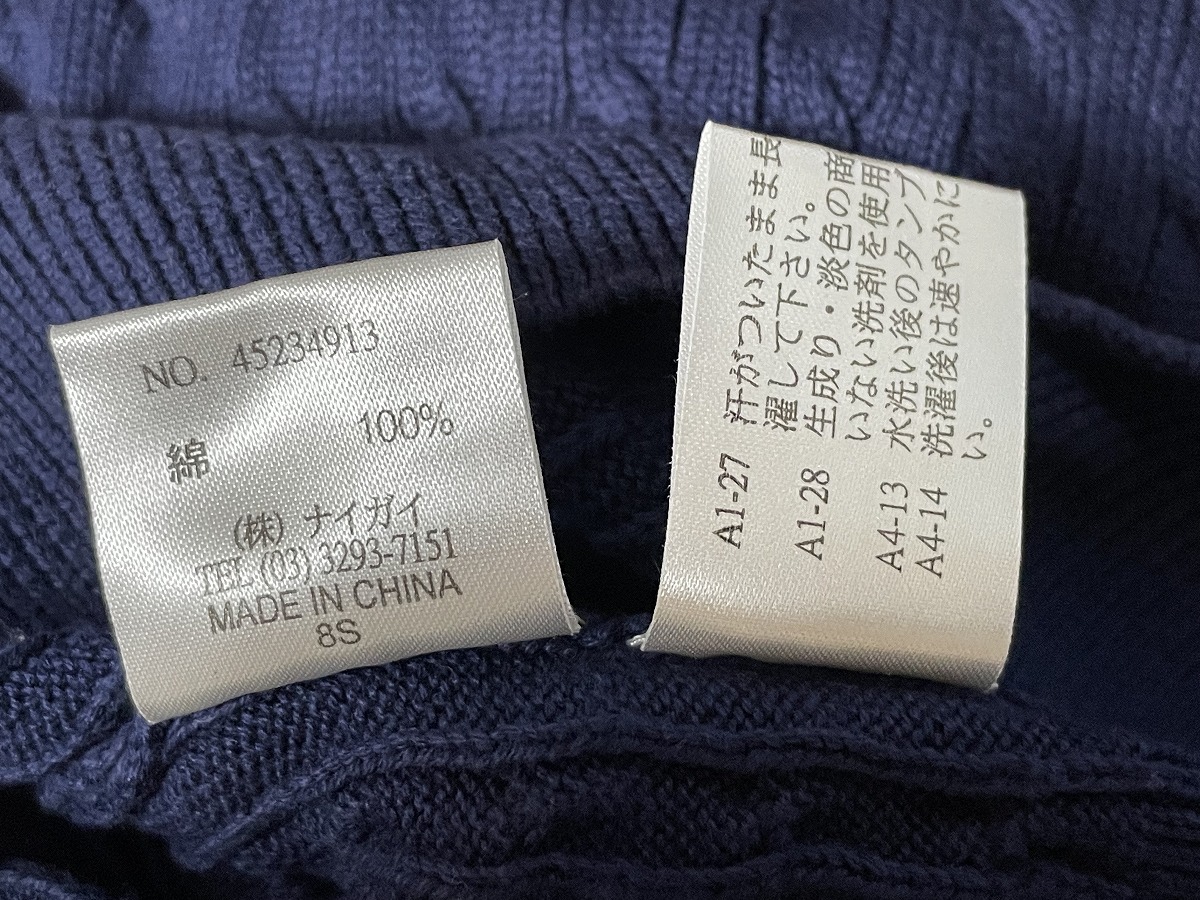 NO. 45234913
綿 100%
(株) ナイガイ
TEL (03) 3293-7151
MADE IN CHINA
8S
A1-27 汗がついたまま長
濯して下さい。
A1-28 生成り・淡色の商
いない洗剤を使用
A4-13 水洗い後のタンブ
A4-14 洗濯後は速やかに
い。